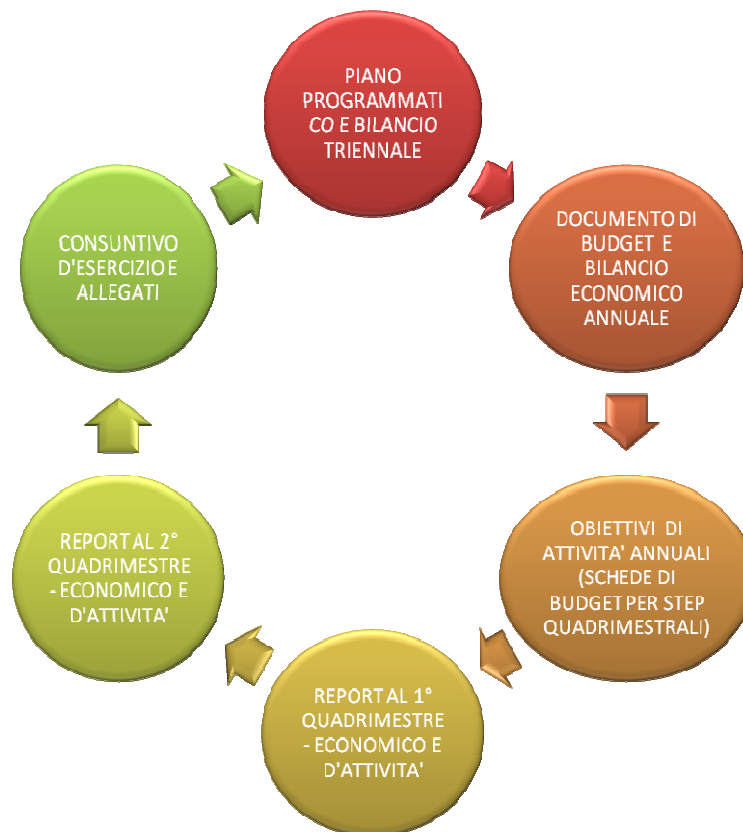 PIANO
PROGRAMMATI
CO E BILANCIO
TRIENNALE
DOCUMENTO DI
BUDGET E
BILANCIO
ECONOMICO
ANNUALE
OBIETTIVI DI
ATTIVITA' ANNUALI
(SCHEDE DI
BUDGET PER STEP
QUADRIMESTRALI)
REPORT AL 1°
QUADRIMESTRE
- ECONOMICO E
D'ATTIVITA'
REPORT AL 2°
QUADRIMESTRE
- ECONOMICO E
D'ATTIVITA'
CONSUNTIVO
D'ESERCIZIO E
ALLEGATI